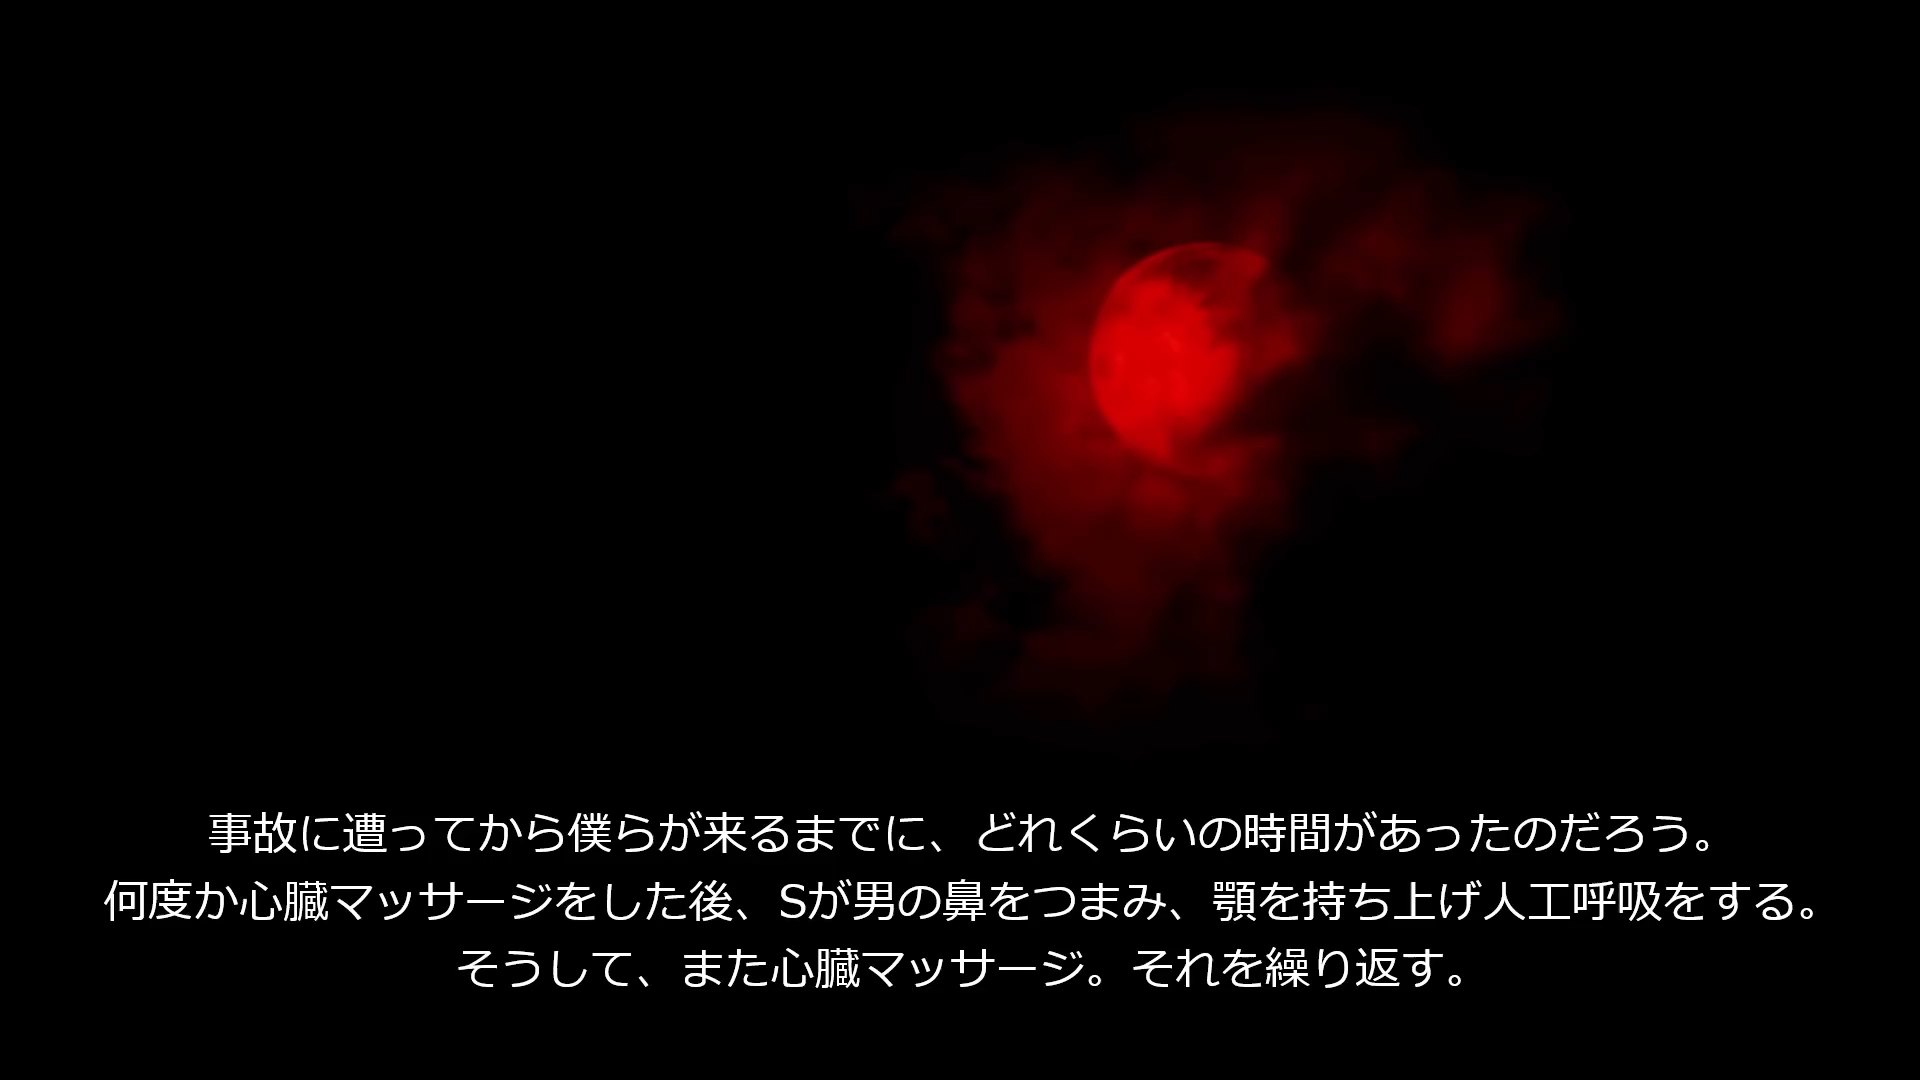 事故に遭ってから僕らが来るまでに、どれくらいの時間があったのだろう。
何度か心臓マッサージをした後、Sが男の鼻をつまみ、顎を持ち上げ人工呼吸をする。
そうして、また心臓マッサージ。それを繰り返す。